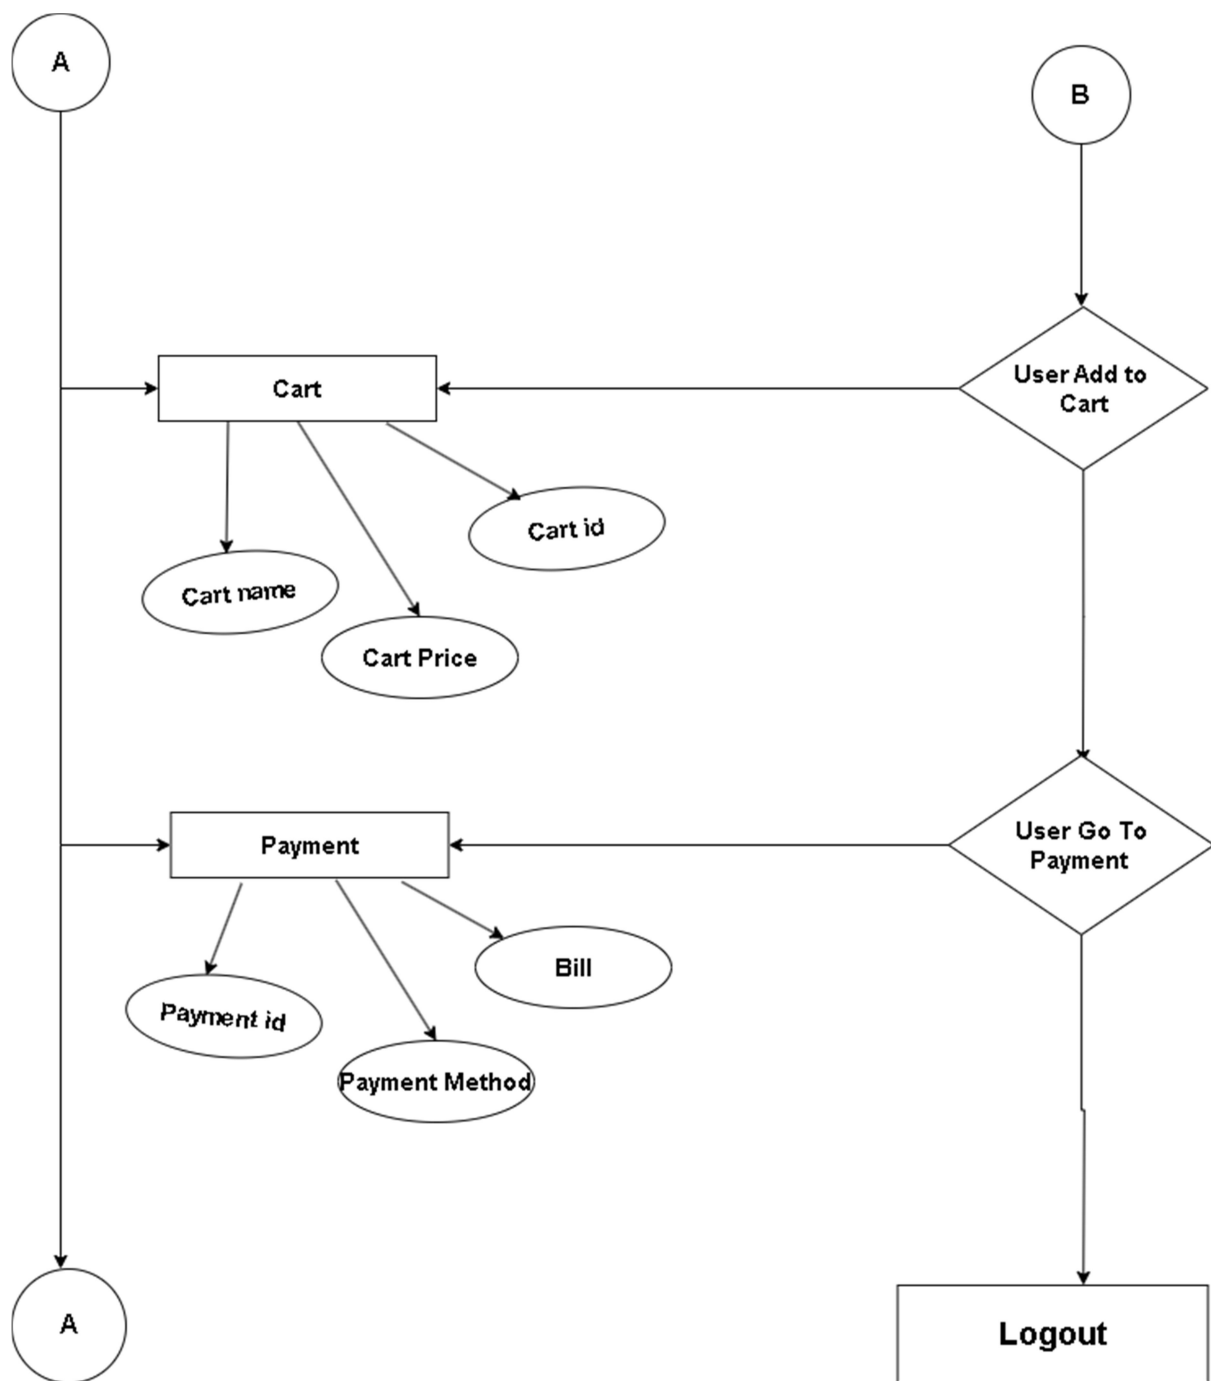 A
B
User Add to
Cart
Cart
Cart id
Cart name
Cart Price
User Go To
Payment
Payment
Bill
Payment id
Payment Method
A
Logout